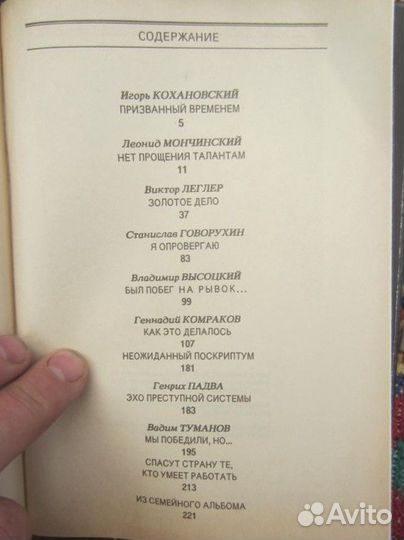 СОДЕРЖАНИЕ
Игорь КОХАНОВСКИЙ
ПРИЗВАННЫЙ ВРЕМЕНЕМ
5
Леонид МОНЧИНСКИЙ
НЕТ ПРОЩЕНИЯ ТАЛАНТАМ
11
Виктор ЛЕГЛЕР
ЗОЛОТОЕ ДЕЛО
37
Станислав ГОВОРУХИН
Я ОПРОВЕРГАЮ
83
Владимир ВЫСОЦКИЙ
БЫЛ ПОБЕГ НА РЫВОК...
99
Геннадий КОМРАКОВ
КАК ЭТО ДЕЛАЛОСЬ
107
НЕОЖИДАННЫЙ ПОСКРИПТУМ
181
Генрих ПАДВА
ЭХО ПРЕСТУПНОЙ СИСТЕМЫ
183
Вадим ТУМАНОВ
МЫ ПОБЕДИЛИ, НО...
195
СПАСУТ СТРАНУ ТЕ,
КТО УМЕЕТ РАБОТАТЬ
213
ИЗ СЕМЕЙНОГО АЛЬБОМА
221
Avito